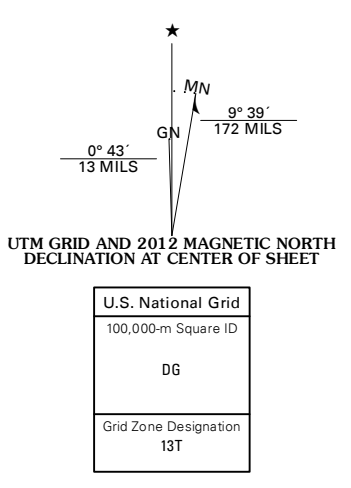 ★
MN
9° 39´
172 MILS
GN
0° 43´
13 MILS
UTM GRID AND 2012 MAGNETIC NORTH
DECLINATION AT CENTER OF SHEET
U.S. National Grid
100,000-m Square ID
DG
Grid Zone Designation
13T